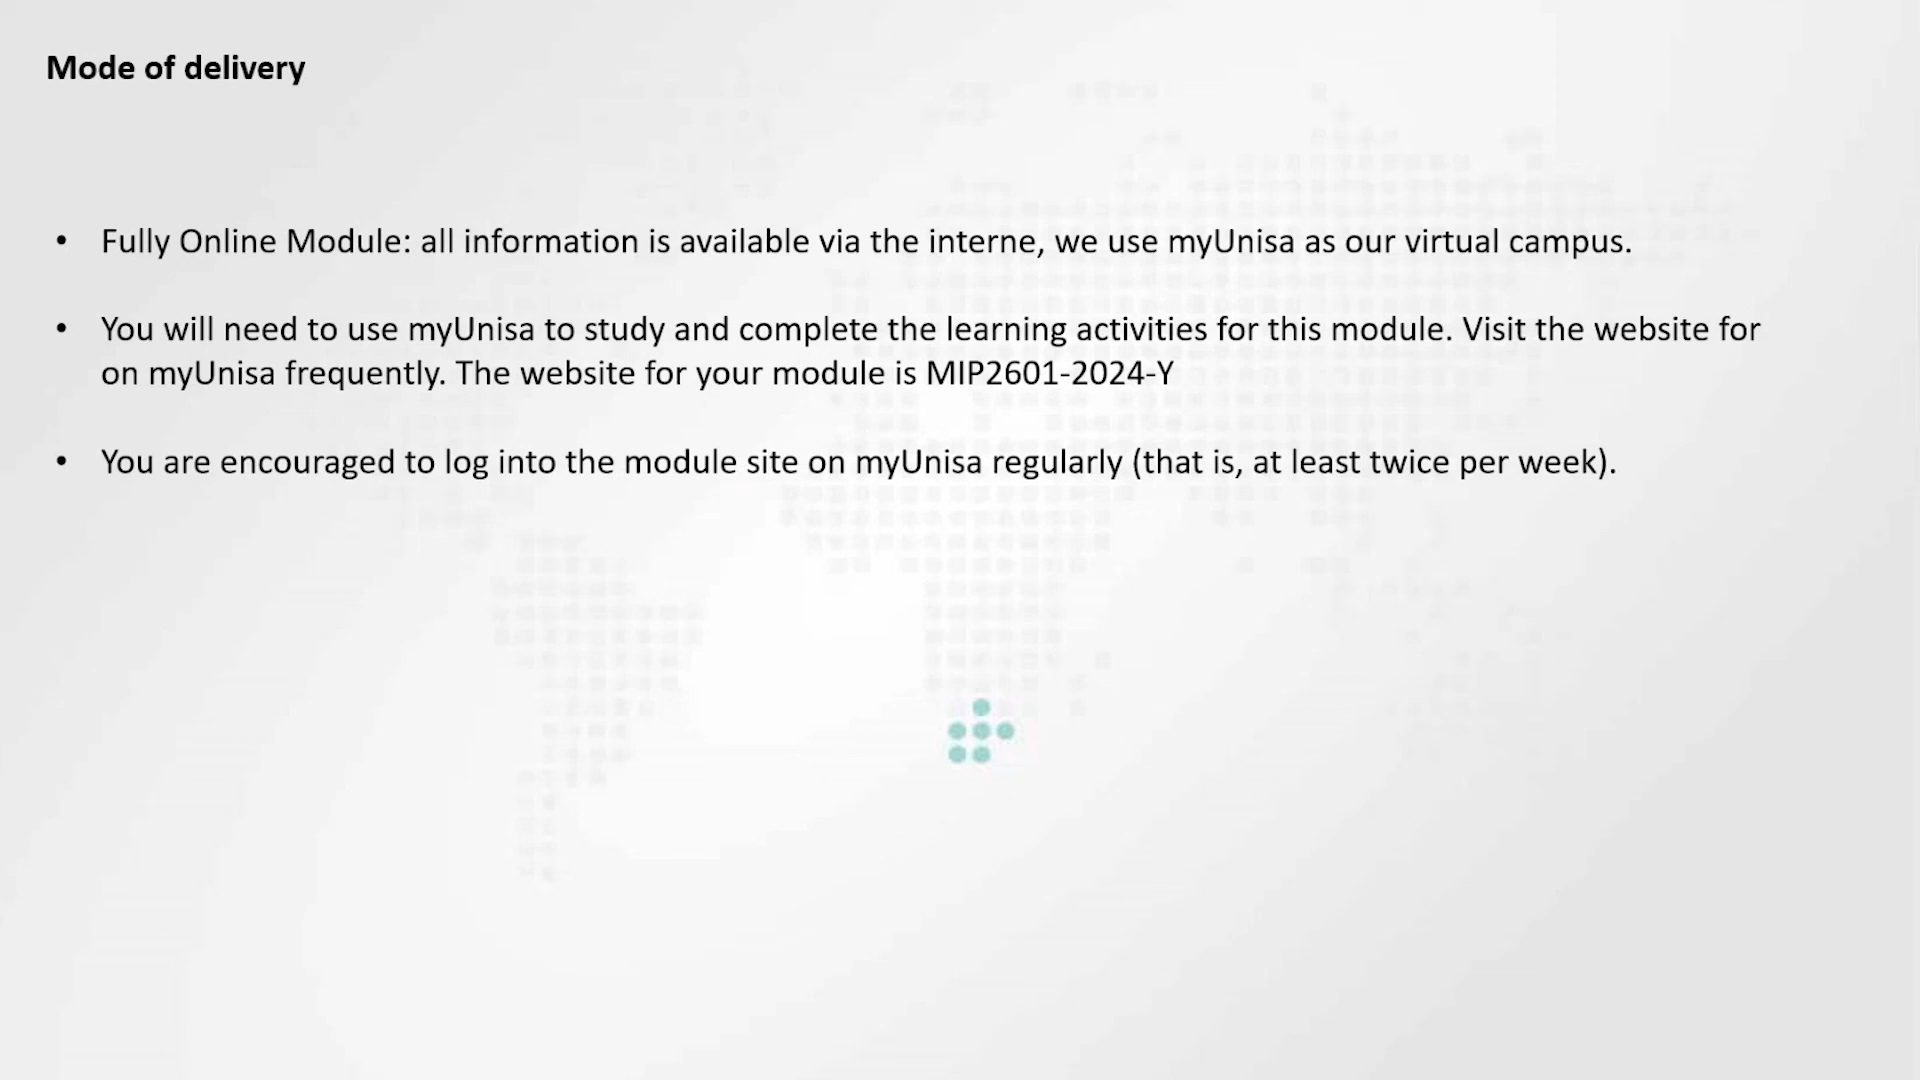 Mode of delivery
• Fully Online Module: all information is available via the interne, we use myUnisa as our virtual campus.
• You will need to use myUnisa to study and complete the learning activities for this module. Visit the website for
on myUnisa frequently. The website for your module is MIP2601-2024-Y
• You are encouraged to log into the module site on myUnisa regularly (that is, at least twice per week).